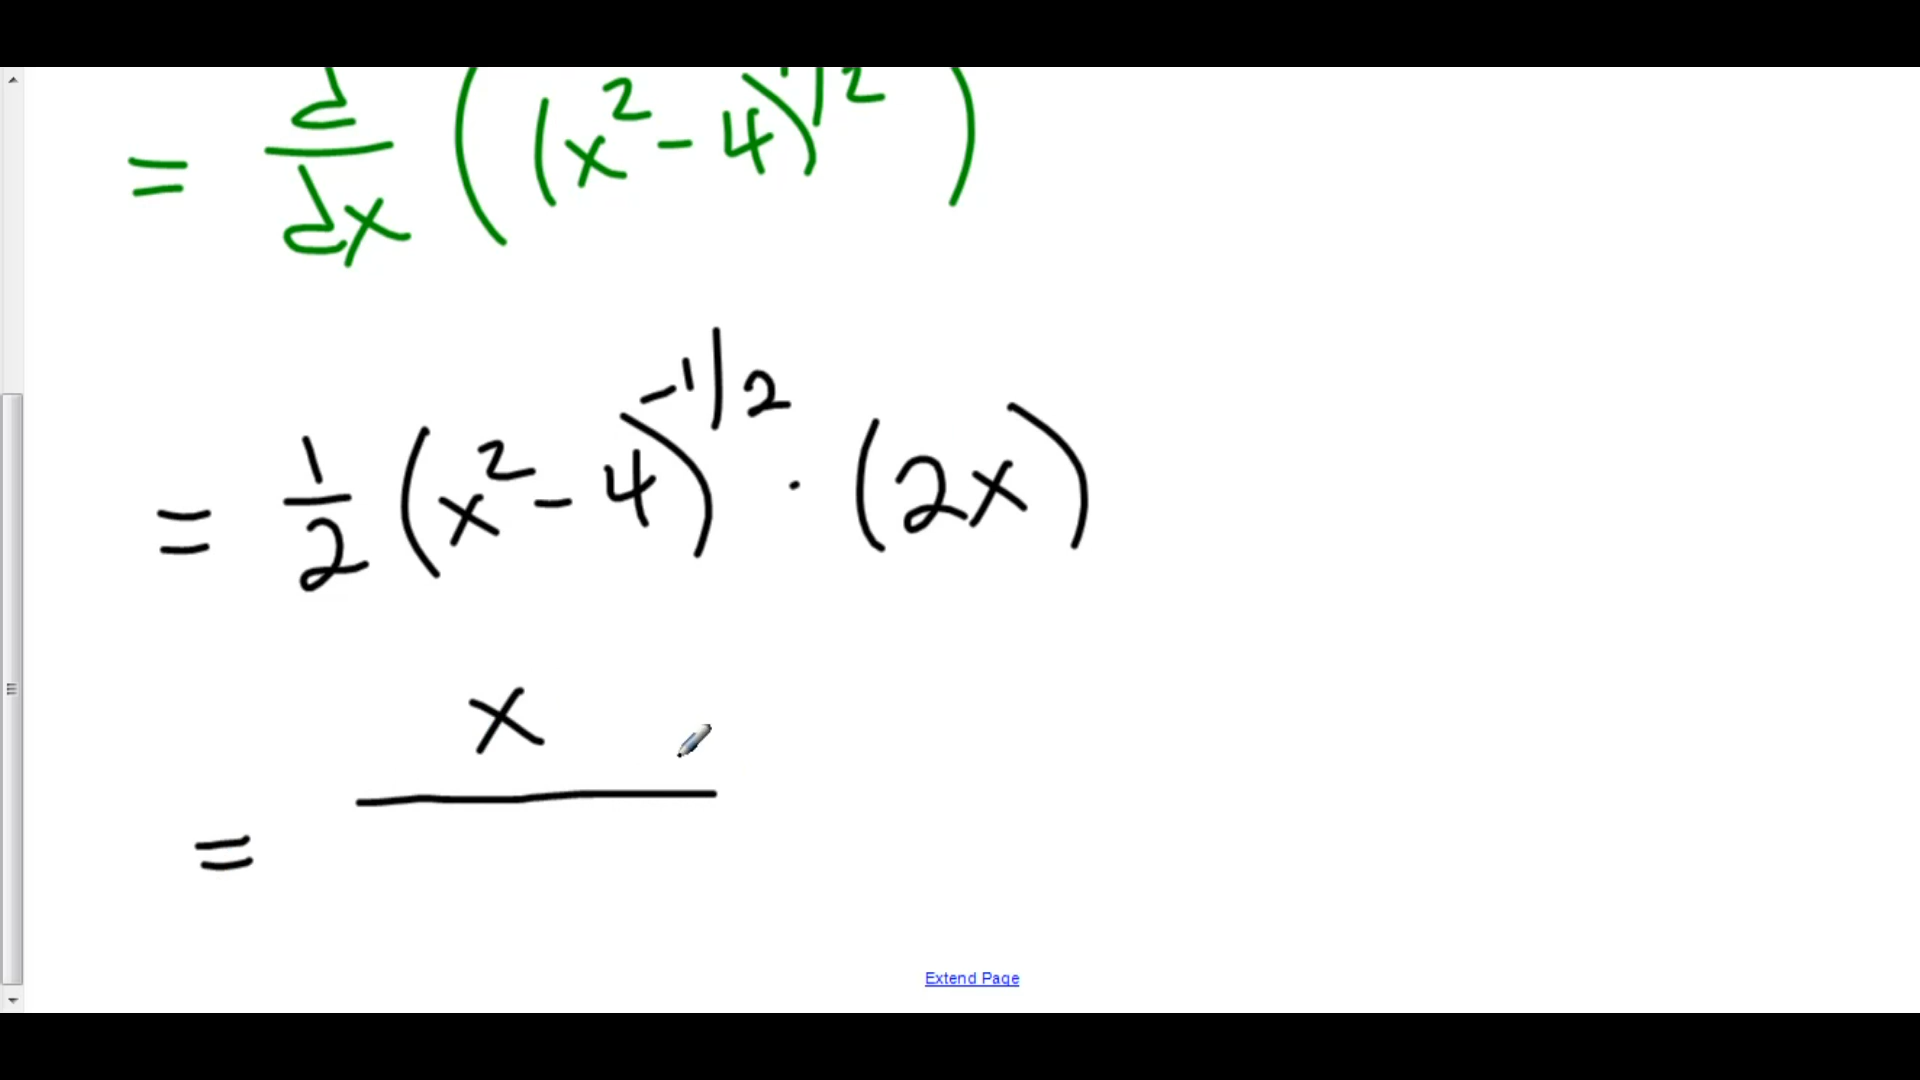 = d/dx ((x² - 4)^1/2)
= 1/2 (x² - 4)^-1/2 · (2x)
= x/
Extend Page